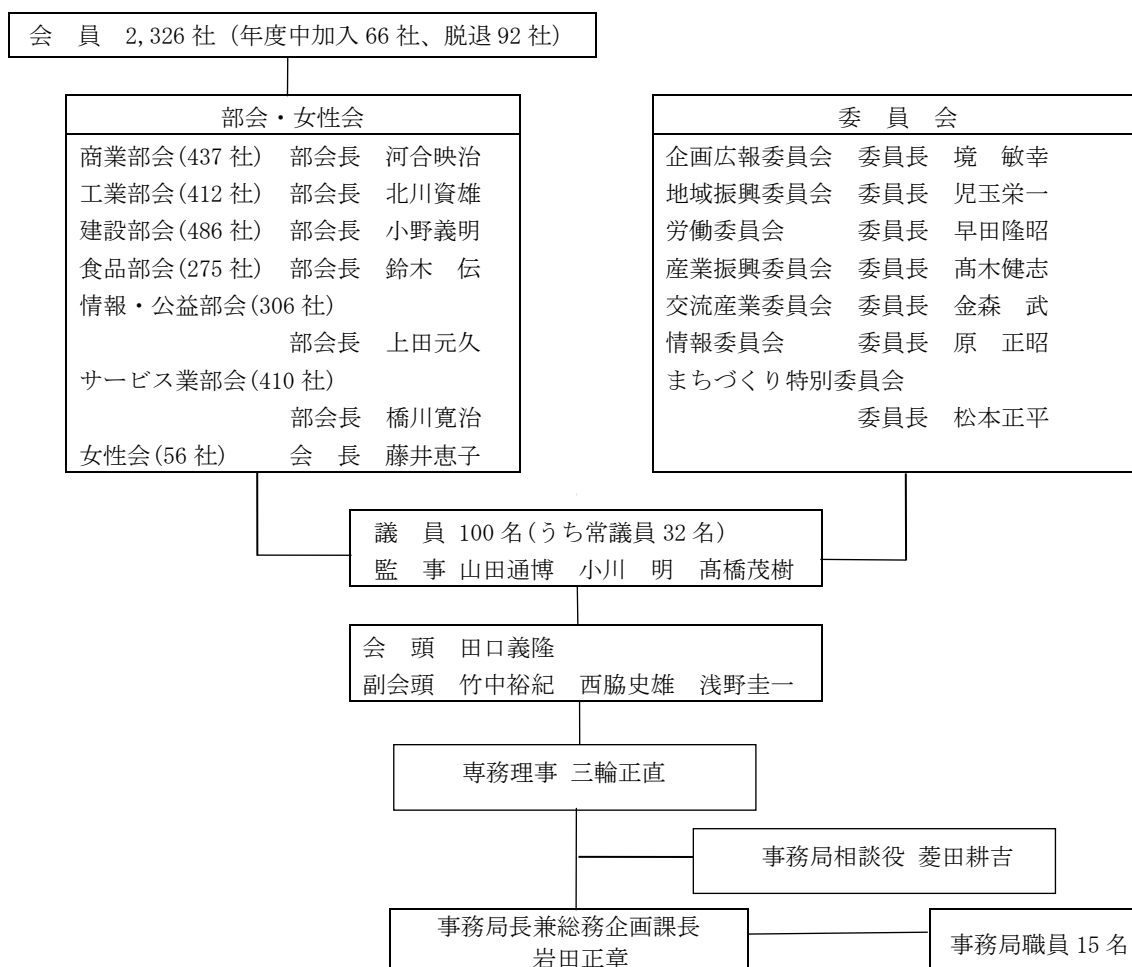 会　員　2,326 社（年度中加入 66 社、脱退 92 社）
部会・女性会
商業部会(437 社)　部会長　河合映治
工業部会(412 社)　部会長　北川資雄
建設部会(486 社)　部会長　小野義明
食品部会(275 社)　部会長　鈴木　伝
情報・公益部会(306 社)
部会長　上田元久
サービス業部会(410 社)
部会長　橋川寛治
女性会(56 社)　会　長　藤井恵子
委　員　会
企画広報委員会　委員長　境　敏幸
地域振興委員会　委員長　児玉栄一
労働委員会　委員長　早田隆昭
産業振興委員会　委員長　髙木健志
交流産業委員会　委員長　金森　武
情報委員会　委員長　原　正昭
まちづくり特別委員会
委員長　松本正平
議　員 100 名(うち常議員 32 名)
監　事 山田通博　小川　明　髙橋茂樹
会　頭　田口義隆
副会頭　竹中裕紀　西脇史雄　浅野圭一
専務理事 三輪正直
事務局相談役 菱田耕吉
事務局長兼総務企画課長
岩田正章
事務局職員 15 名